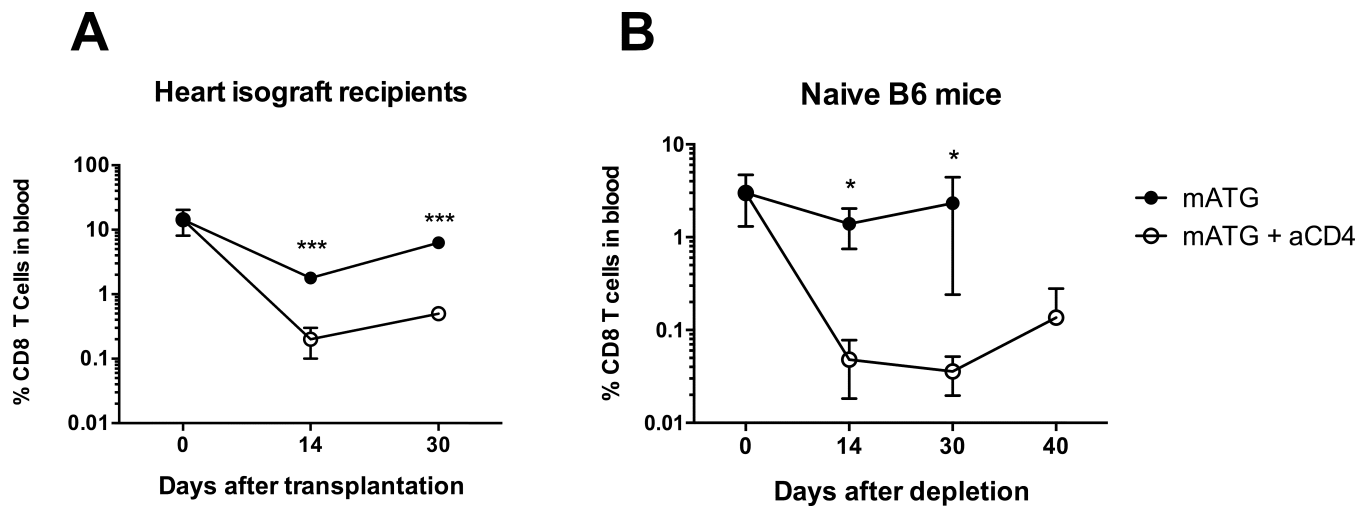 A
Heart isograft recipients
% CD8 T Cells in blood
100
10
1
0.1
0.01
***
***
0
14
30
Days after transplantation
B
Naive B6 mice
% CD8 T cells in blood
10
1
0.1
0.01
*
*
0
14
30
40
Days after depletion
mATG
mATG + aCD4